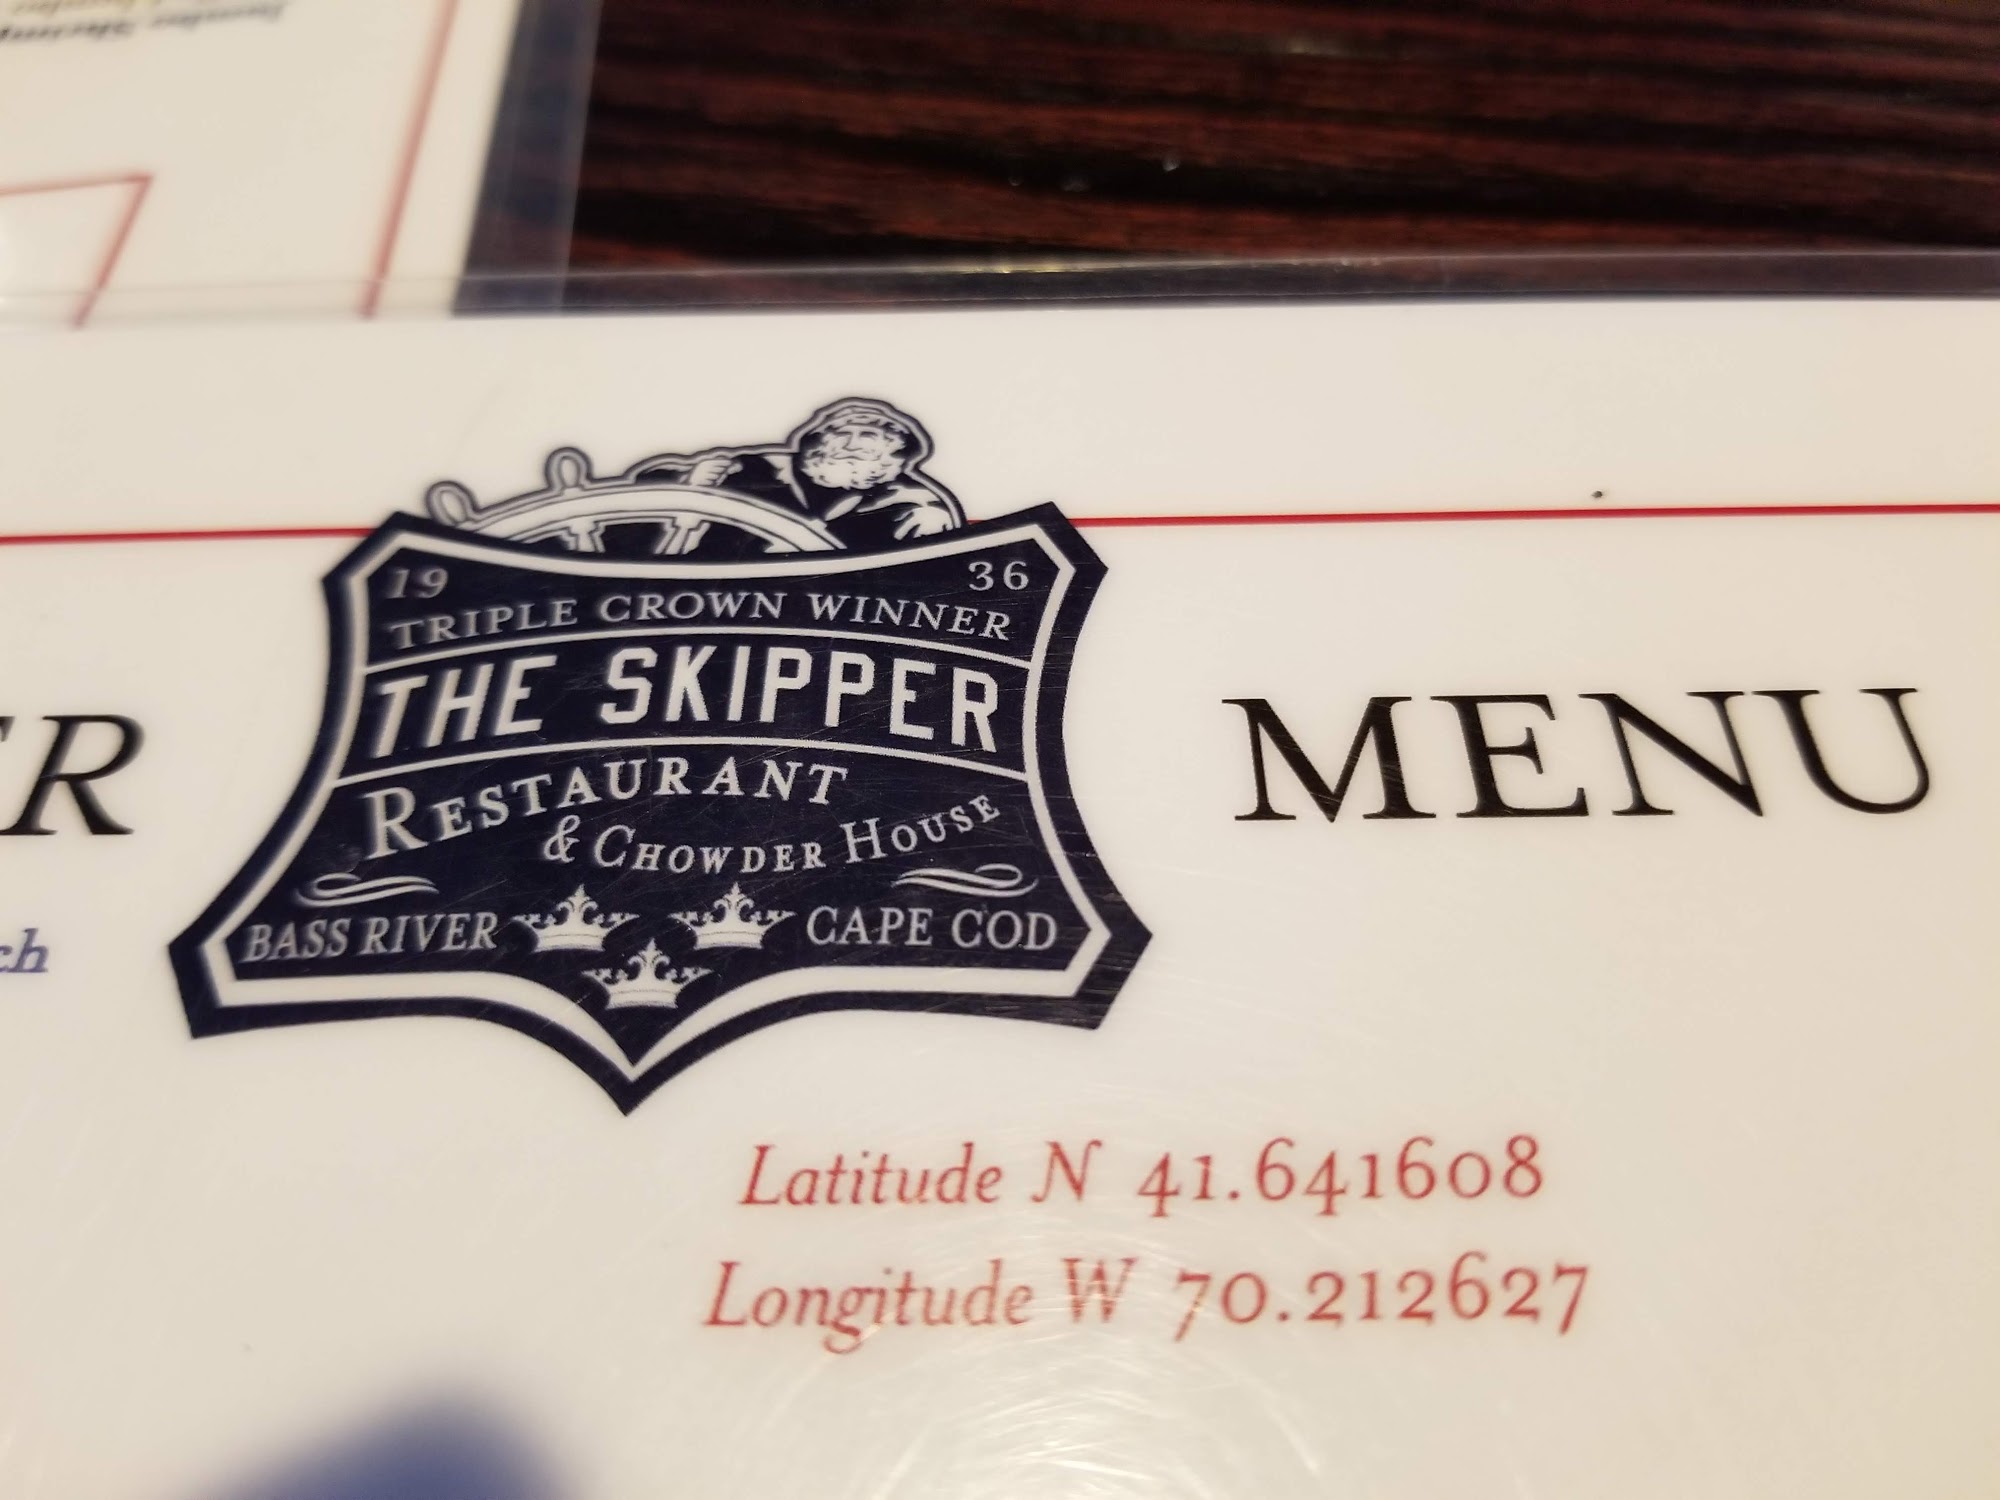 19 36
TRIPLE CROWN WINNER
THE SKIPPER
RESTAURANT
& CHOWDER HOUSE
BASS RIVER CAPE COD
ER
MENU
ch
Latitude N 41.641608
Longitude W 70.212627